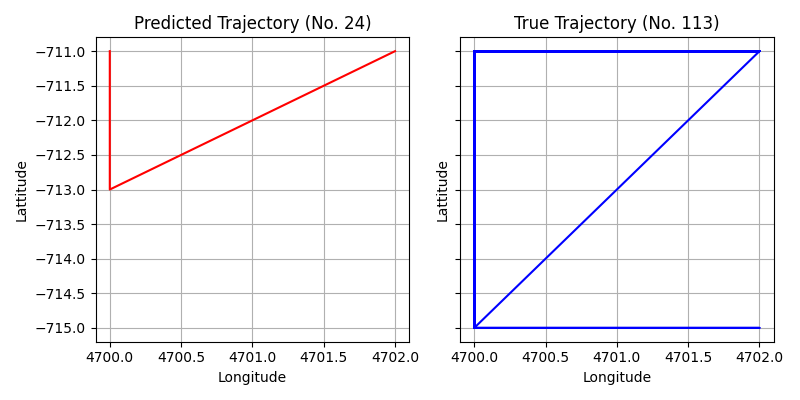 Predicted Trajectory (No. 24)
True Trajectory (No. 113)
−711.0
−711.5
−712.0
−712.5
−713.0
−713.5
−714.0
−714.5
−715.0
Lattitude
Lattitude
4700.0 4700.5 4701.0 4701.5 4702.0
4700.0 4700.5 4701.0 4701.5 4702.0
Longitude
Longitude